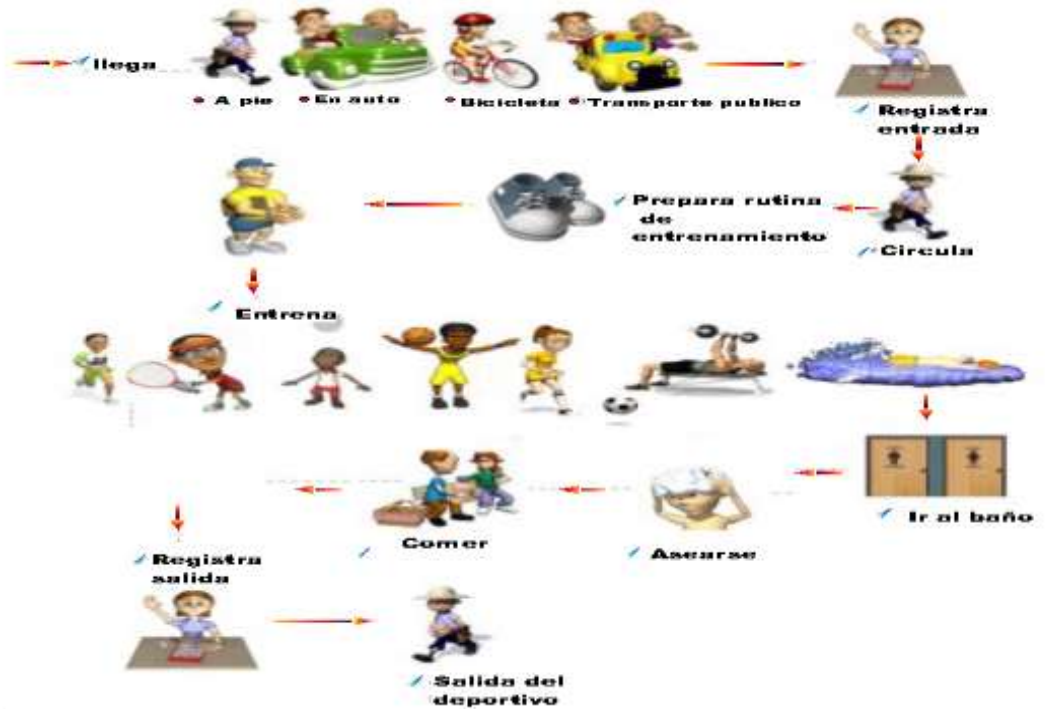 llega
A pie
En auto
Bicicleta
Transporte publico
Registra
entrada
Circula
Prepara rutina
de
entrenamiento
Entrena
Ir al baño
Asearse
Comer
Registra
salida
Salida del
deportivo